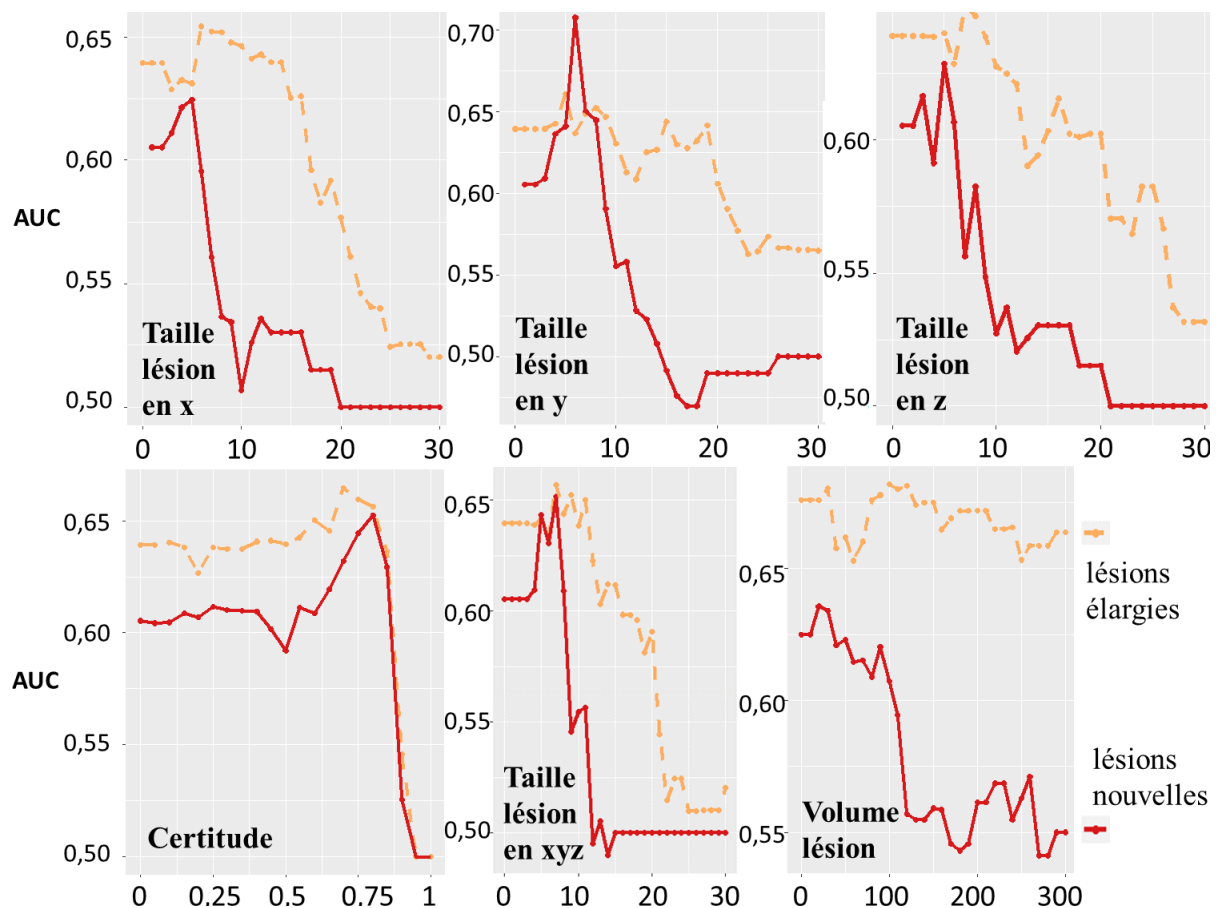 0,65
0,60
AUC
0,55
0,50
Taille
lésion
en x
0 10 20 30
0,70
0,65
0,60
0,55
0,50
Taille
lésion
en y
0 10 20 30
0,60
0,55
0,50
Taille
lésion
en z
0 10 20 30
0,65
0,60
AUC
0,55
0,50
Certitude
0 0,25 0,5 0,75 1
0,65
0,60
0,55
0,50
Taille
lésion
en xyz
0 10 20 30
0,65
0,60
0,55
Volume
lésion
0 100 200 300
lésions
élargies
lésions
nouvelles